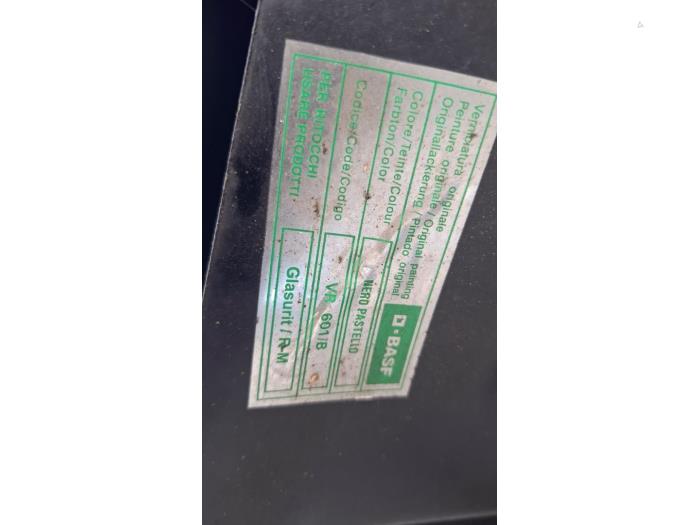 Verniciatura originale
Peinture originale
Originallackierung / Original painting
Pintado original
BASF
Colore/Teinte/Colour
Farbton/Color
NERO PASTELLO
Codice/Code/Codigo
VR 601/B
PER RITOCCHI
USARE PRODOTTI
Glasurit / R-M